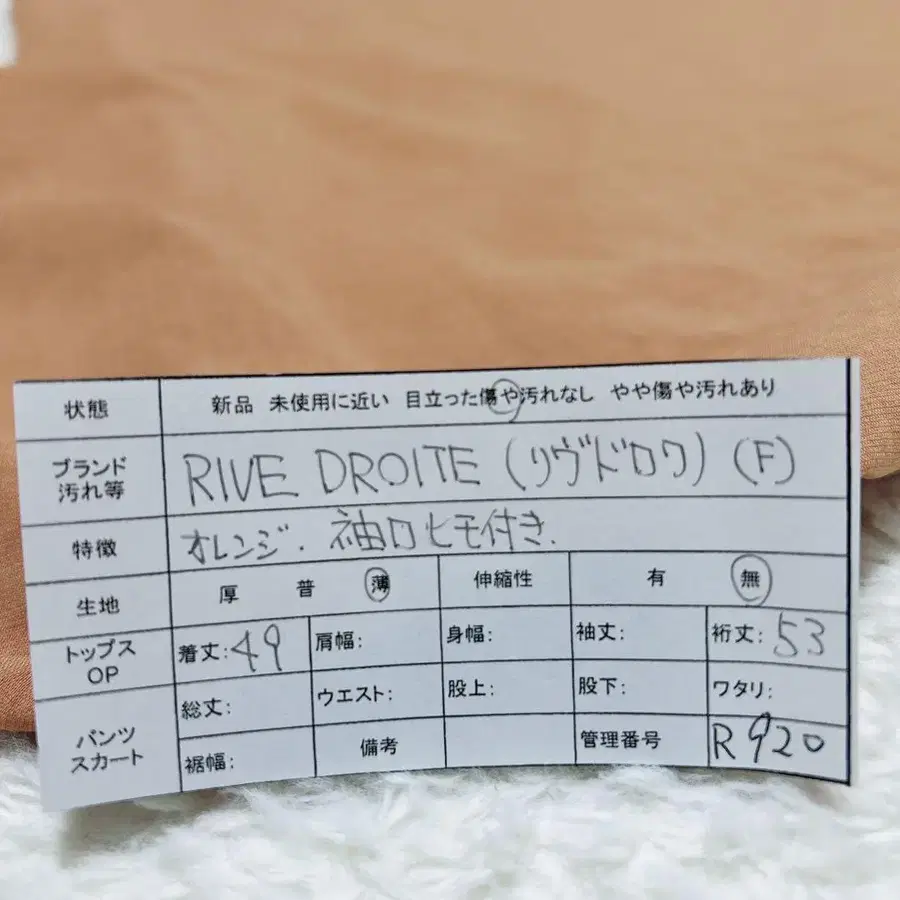 状態 新品 未使用に近い 目立った傷や汚れなし やや傷や汚れあり
ブランド
汚れ等 RIVE DROITE (リヴドロワ) (F)
特徴 オレンジ. 袖口ヒモ付き.
生地 厚 普 薄 伸縮性 有 無
トップス
OP 着丈:49 肩幅: 身幅: 袖丈: 裄丈:53
パンツ
スカート 総丈: ウエスト: 股上: 股下: ワタリ:
裾幅: 備考 管理番号 R920